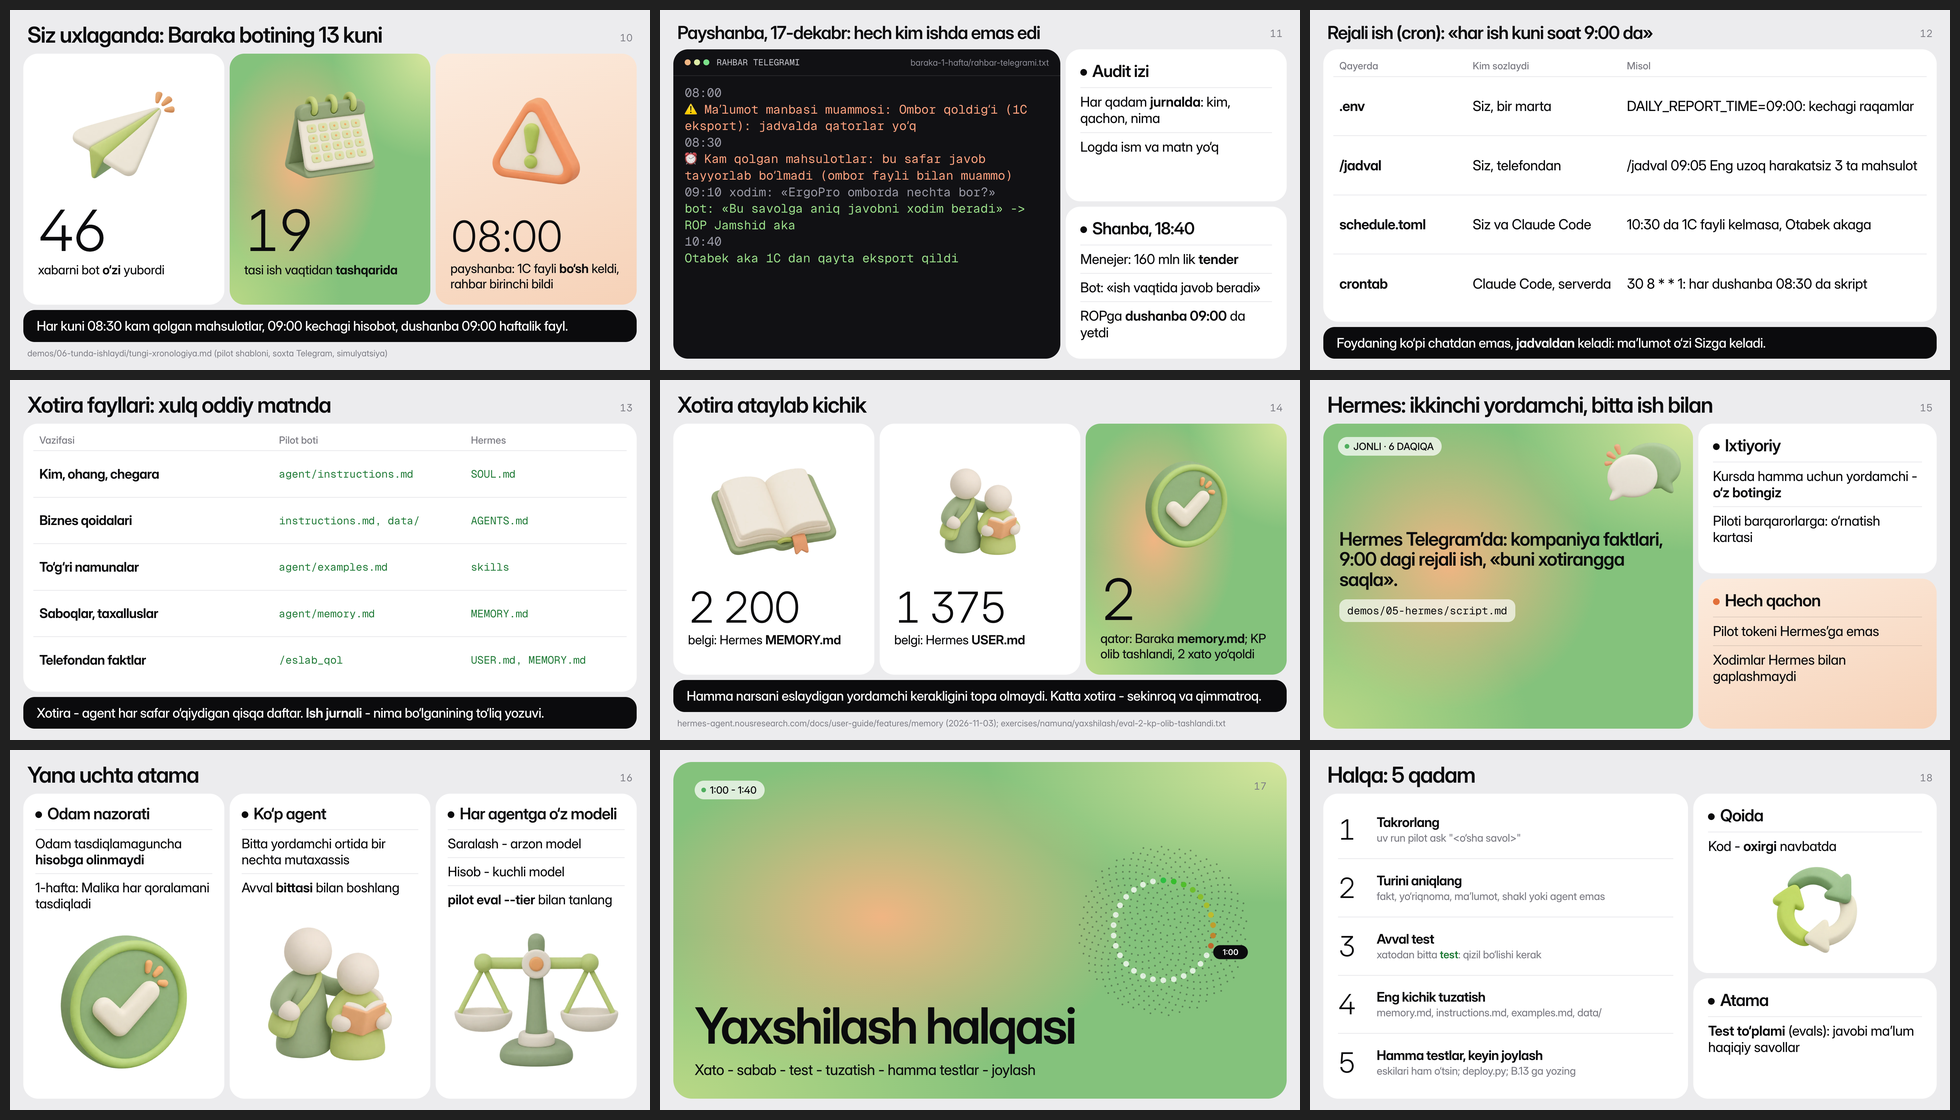 Siz uxlaganda: Baraka botining 13 kuni
10
46
xabarni bot o'zi yubordi
19
tasi ish vaqtidan tashqarida
08:00
payshanba: 1C fayli bo'sh keldi,
rahbar birinchi bildi
Har kuni 08:30 kam qolgan mahsulotlar, 09:00 kechagi hisobot, dushanba 09:00 haftalik fayl.
demos/06-tunda-ishlaydi/tungi-xronologiya.md (pilot shabloni, soxta Telegram, simulyatsiya)
Payshanba, 17-dekabr: hech kim ishda emas edi
11
RAHBAR TELEGRAMI
baraka-1-hafta/rahbar-telegrami.txt
08:00
⚠️ Ma'lumot manbasi muammosi: Ombor qoldig'i (1C
eksport): jadvalda qatorlar yo'q
08:30
⏰ Kam qolgan mahsulotlar: bu safar javob
tayyorlab bo'lmadi (ombor fayli bilan muammo)
09:10 xodim: «ErgoPro omborda nechta bor?»
bot: «Bu savolga aniq javobni xodim beradi» ->
ROP Jamshid aka
10:40
Otabek aka 1C dan qayta eksport qildi
Audit izi
Har qadam jurnalda: kim,
qachon, nima
Logda ism va matn yo'q
Shanba, 18:40
Menejer: 160 mln lik tender
Bot: «ish vaqtida javob beradi»
ROPga dushanba 09:00 da
yetdi
Rejali ish (cron): «har ish kuni soat 9:00 da»
12
Qayerda
Kim sozlaydi
Misol
.env
Siz, bir marta
DAILY_REPORT_TIME=09:00: kechagi raqamlar
/jadval
Siz, telefondan
/jadval 09:05 Eng uzoq harakatsiz 3 ta mahsulot
schedule.toml
Siz va Claude Code
10:30 da 1C fayli kelmasa, Otabek akaga
crontab
Claude Code, serverda
30 8 * * 1: har dushanba 08:30 da skript
Foydaning ko'pi chatdan emas, jadvaldan keladi: ma'lumot o'zi Sizga keladi.
Xotira fayllari: xulq oddiy matnda
13
Vazifasi
Pilot boti
Hermes
Kim, ohang, chegara
agent/instructions.md
SOUL.md
Biznes qoidalari
instructions.md, data/
AGENTS.md
To'g'ri namunalar
agent/examples.md
skills
Saboqlar, taxalluslar
agent/memory.md
MEMORY.md
Telefondan faktlar
/eslab_qol
USER.md, MEMORY.md
Xotira - agent har safar o'qiydigan qisqa daftar. Ish jurnali - nima bo'lganining to'liq yozuvi.
Xotira ataylab kichik
14
2 200
belgi: Hermes MEMORY.md
1 375
belgi: Hermes USER.md
2
qator: Baraka memory.md; KP
olib tashlandi, 2 xato yo'qoldi
Hamma narsani eslaydigan yordamchi kerakligini topa olmaydi. Katta xotira - sekinroq va qimmatroq.
hermes-agent.nousresearch.com/docs/user-guide/features/memory (2026-11-03); exercises/namuna/yaxshilash/eval-2-kp-olib-tashlandi.txt
Hermes: ikkinchi yordamchi, bitta ish bilan
15
JONLI · 6 DAQIQA
Hermes Telegram'da: kompaniya faktlari,
9:00 dagi rejali ish, «buni xotirangga
saqla».
demos/05-hermes/script.md
Ixtiyoriy
Kursda hamma uchun yordamchi -
o'z botingiz
Piloti barqarorlarga: o'rnatish
kartasi
Hech qachon
Pilot tokeni Hermes'ga emas
Xodimlar Hermes bilan
gaplashmaydi
Yana uchta atama
16
Odam nazorati
Odam tasdiqlamaguncha
hisobga olinmaydi
1-hafta: Malika har qoralamani
tasdiqladi
Ko'p agent
Bitta yordamchi ortida bir
nechta mutaxassis
Avval bittasi bilan boshlang
Har agentga o'z modeli
Saralash - arzon model
Hisob - kuchli model
pilot eval --tier bilan tanlang
1:00 - 1:40
17
1:00
Yaxshilash halqasi
Xato - sabab - test - tuzatish - hamma testlar - joylash
Halqa: 5 qadam
18
1
Takrorlang
uv run pilot ask "<o'sha savol>"
2
Turini aniqlang
fakt, yo'riqnoma, ma'lumot, shakl yoki agent emas
3
Avval test
xatodan bitta test: qizil bo'lishi kerak
4
Eng kichik tuzatish
memory.md, instructions.md, examples.md, data/
5
Hamma testlar, keyin joylash
eskilari ham o'tsin; deploy.py; B.13 ga yozing
Qoida
Kod - oxirgi navbatda
Atama
Test to'plami (evals): javobi ma'lum
haqiqiy savollar